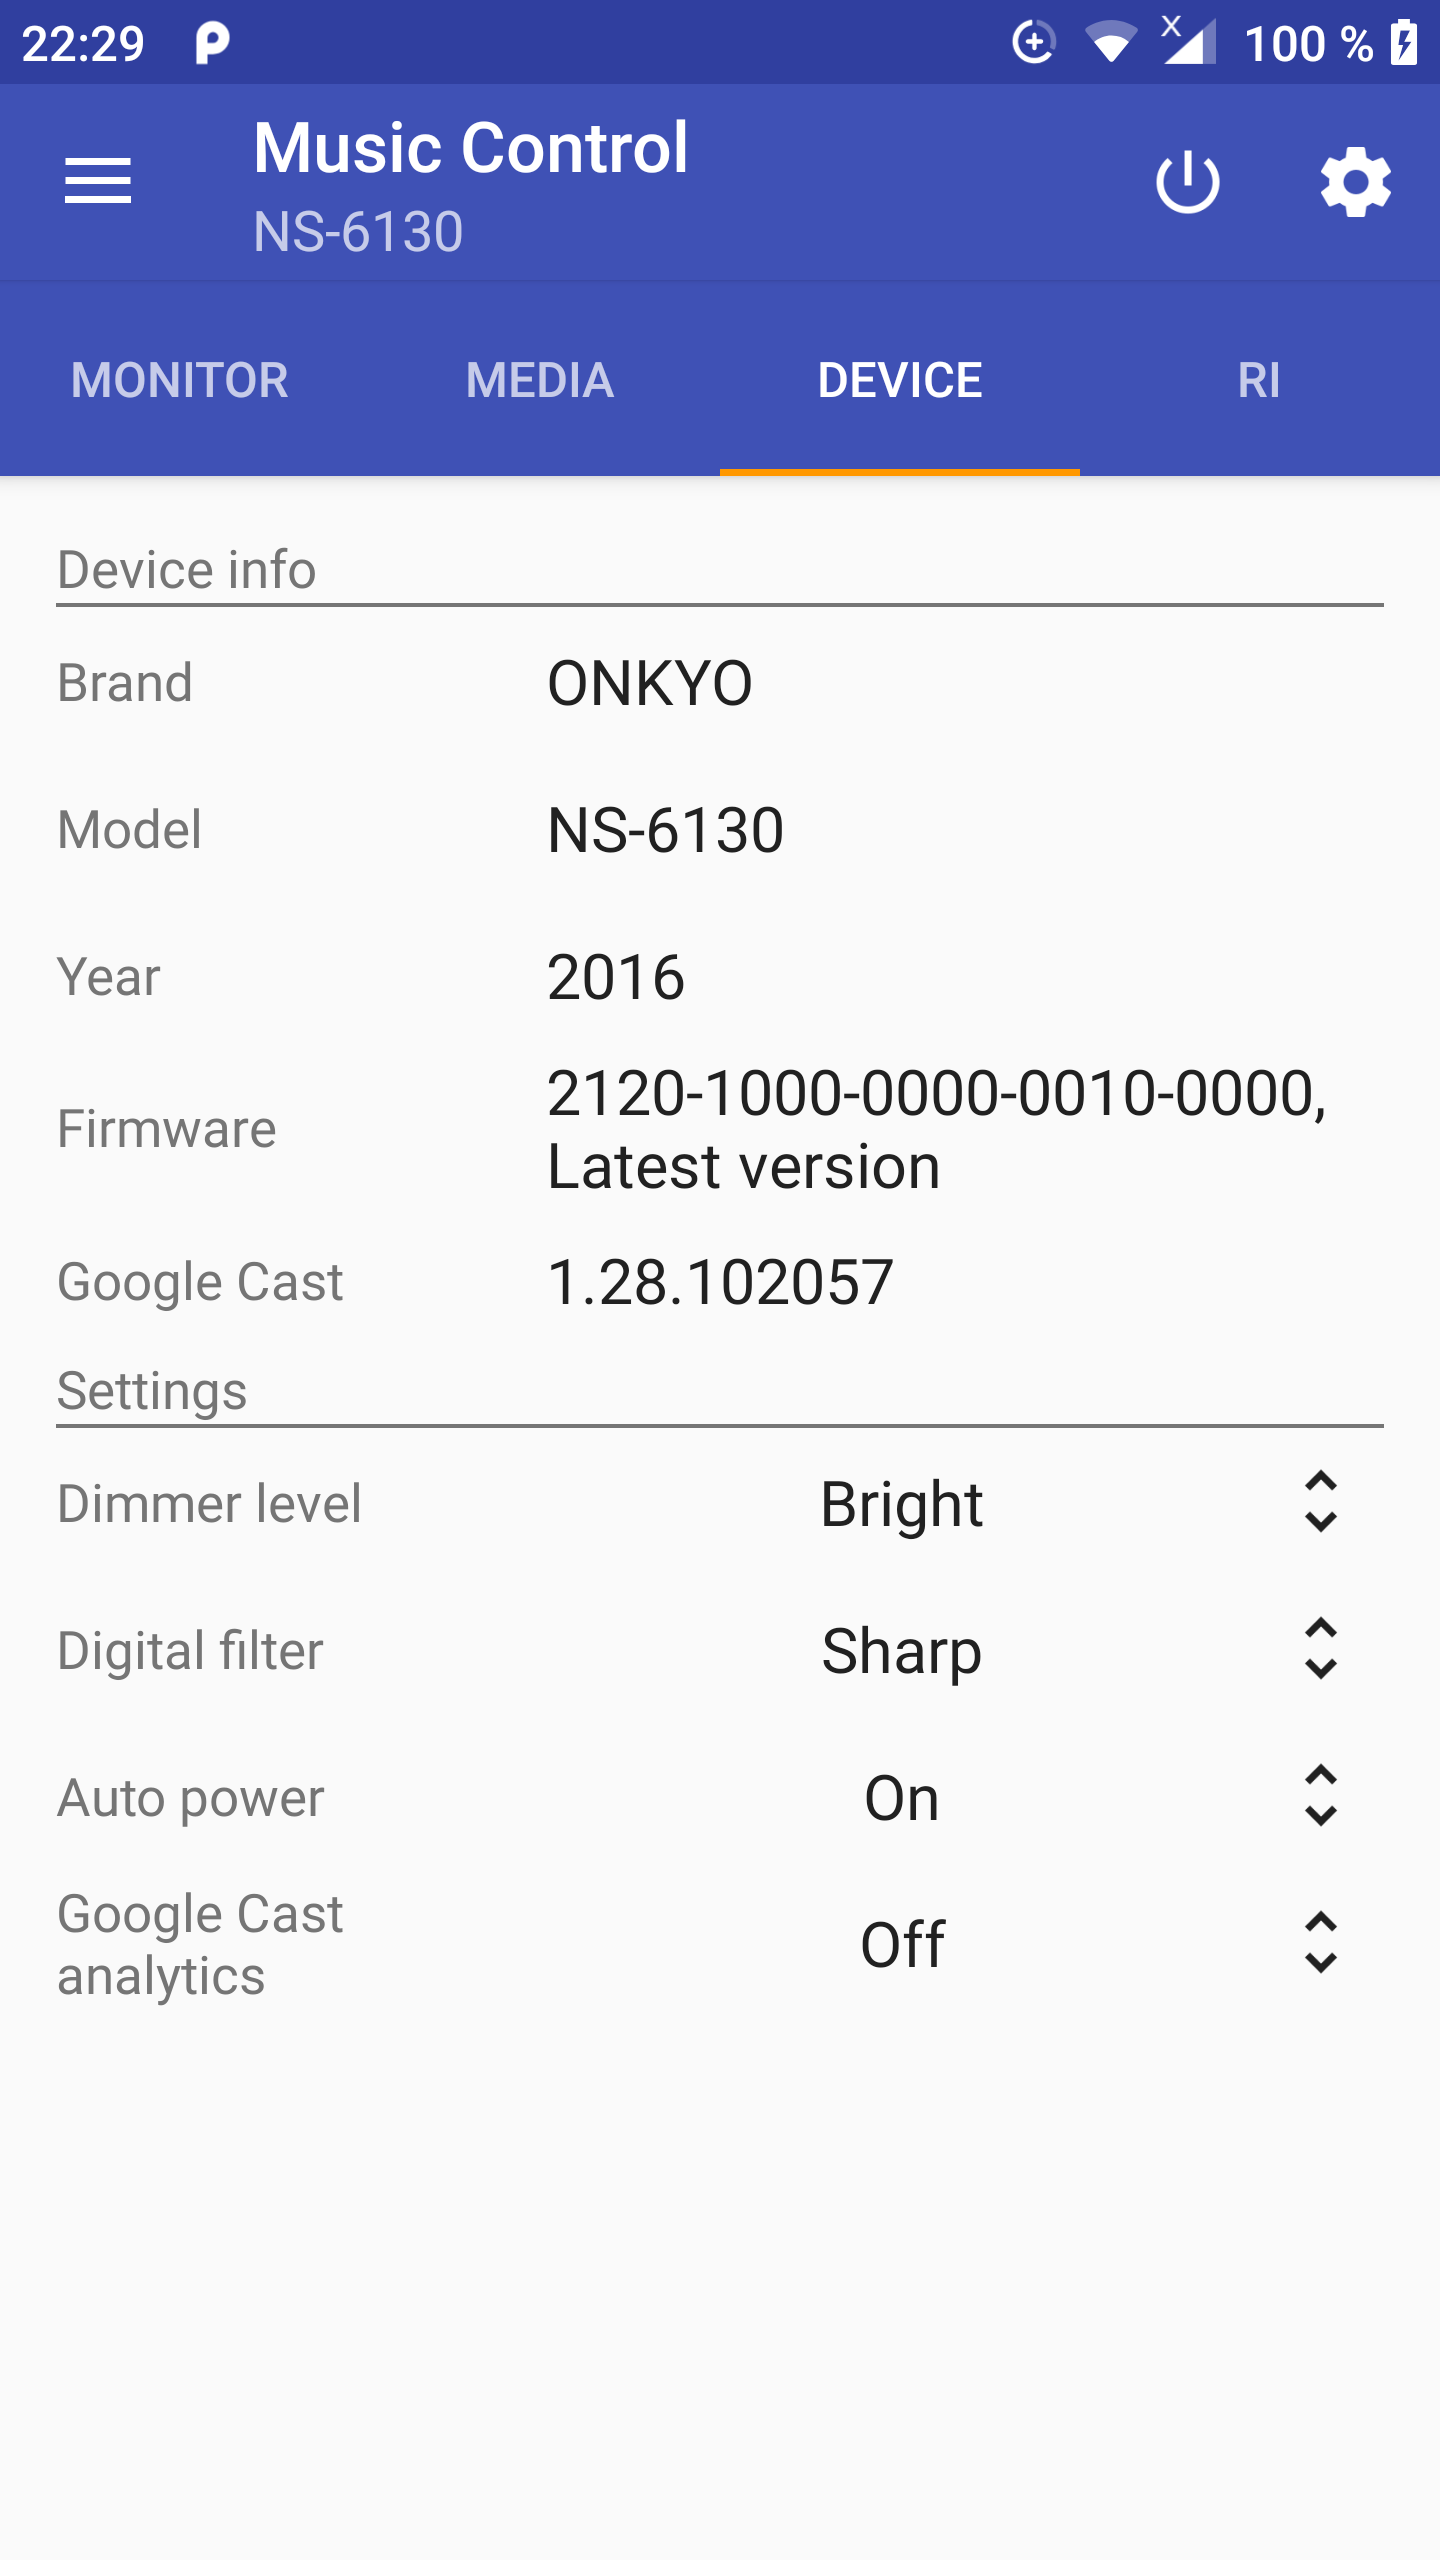 22:29
100 %
Music Control
NS-6130
MONITOR MEDIA DEVICE RI
Device info
Brand ONKYO
Model NS-6130
Year 2016
Firmware 2120-1000-0000-0010-0000,
Latest version
Google Cast 1.28.102057
Settings
Dimmer level Bright
Digital filter Sharp
Auto power On
Google Cast
analytics Off